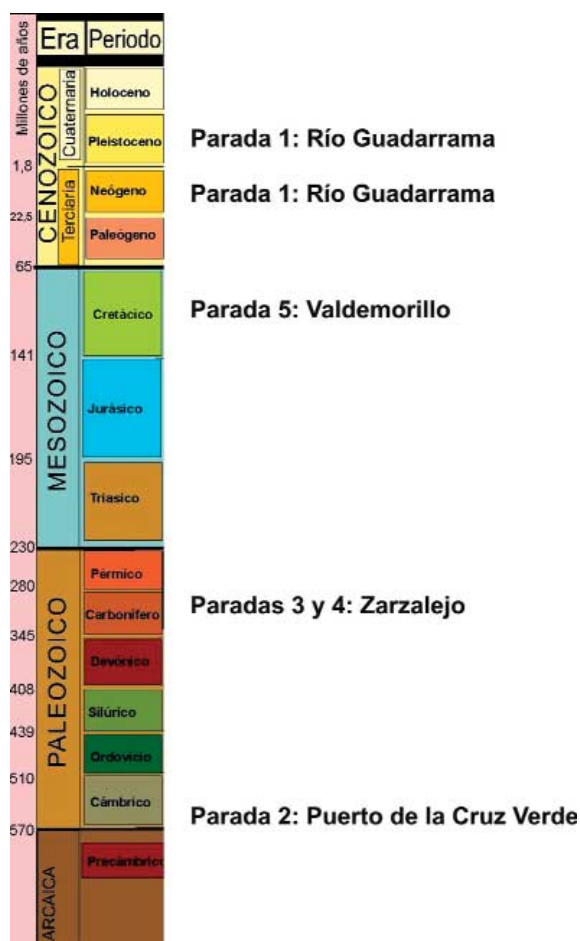 Millones de años
Era Periodo
CENOZOICO
Cuaternaria
Holoceno
Pleistoceno Parada 1: Río Guadarrama
1,8
Terciaria
Neógeno Parada 1: Río Guadarrama
22,5
Paleógeno
65
MESOZOICO
Cretácico Parada 5: Valdemorillo
141
Jurásico
195
Triasico
230
PALEOZOICO
Pérmico
280
Carbonífero Paradas 3 y 4: Zarzalejo
345
Devónico
408
Silúrico
439
Ordovicio
510
Cámbrico Parada 2: Puerto de la Cruz Verde
570
ARCAICA
Precámbrico